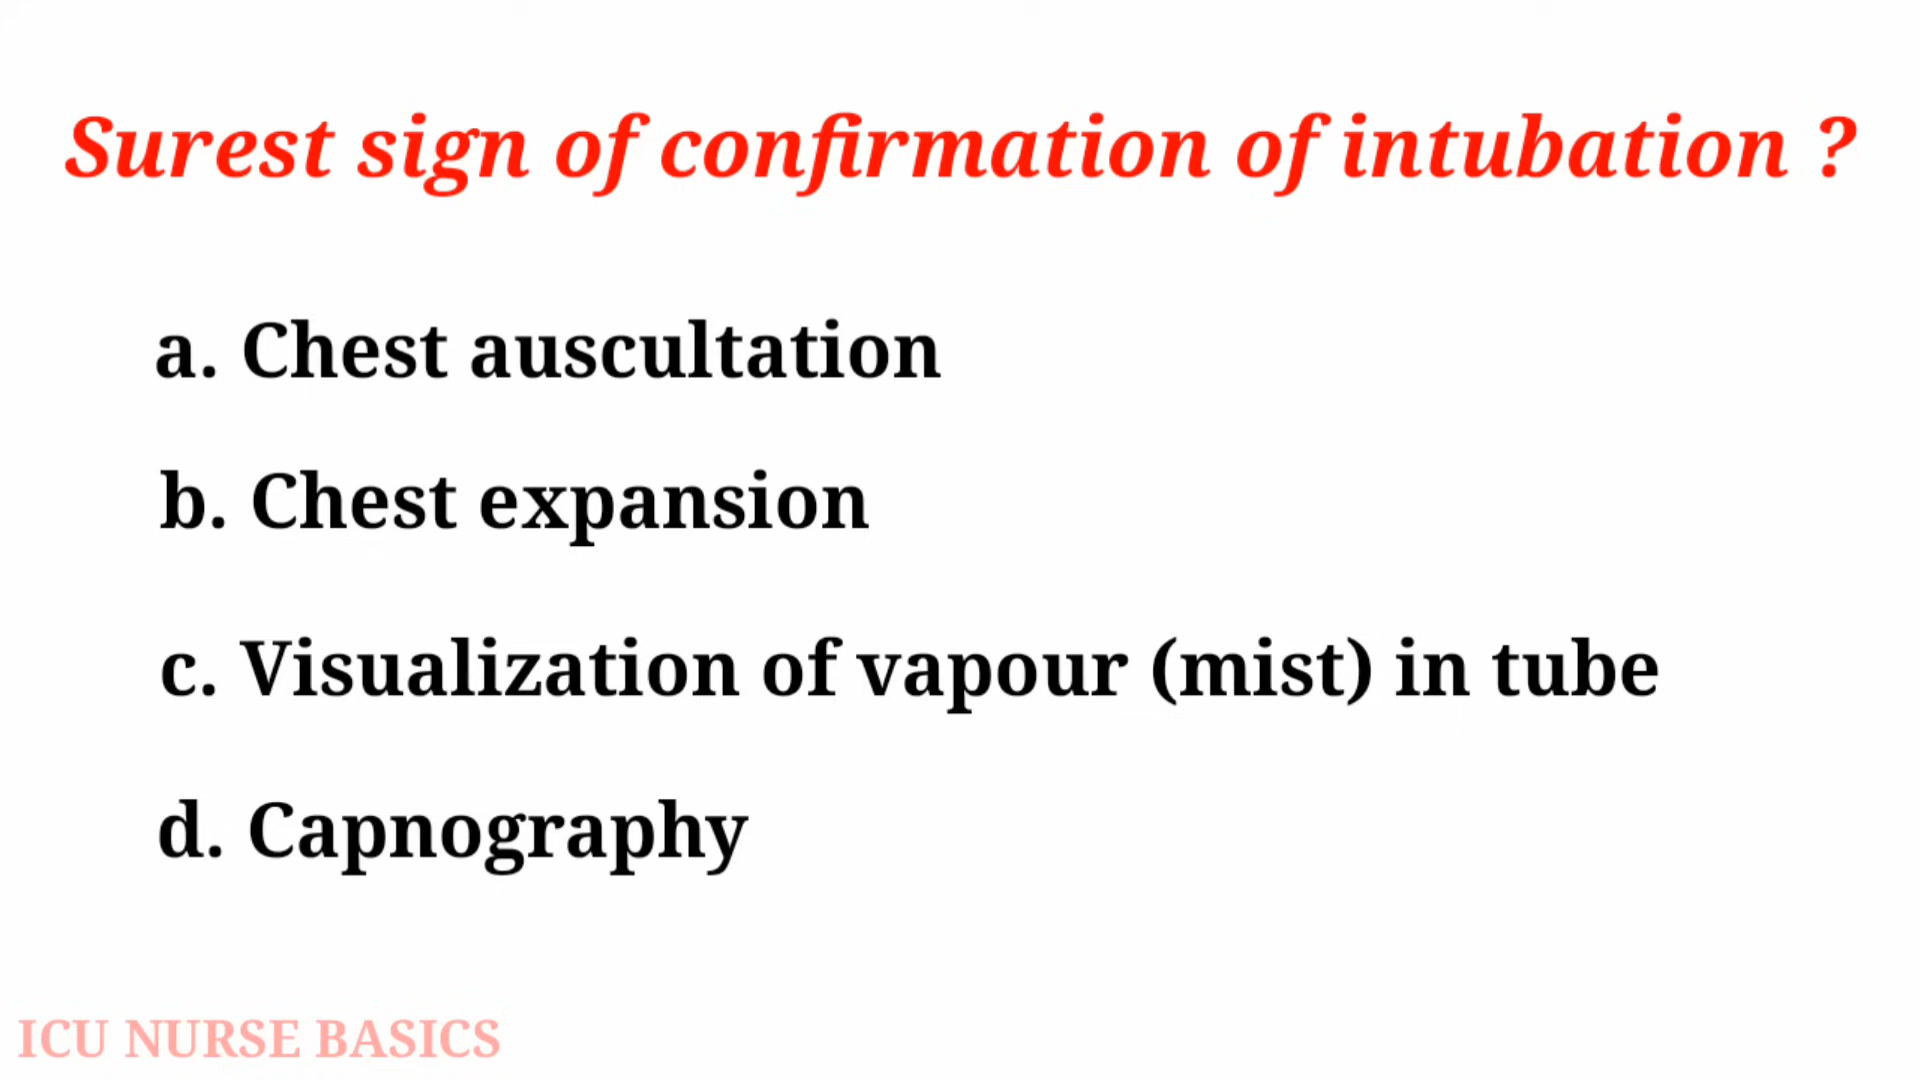 Surest sign of confirmation of intubation ?
a. Chest auscultation
b. Chest expansion
c. Visualization of vapour (mist) in tube
d. Capnography
ICU NURSE BASICS